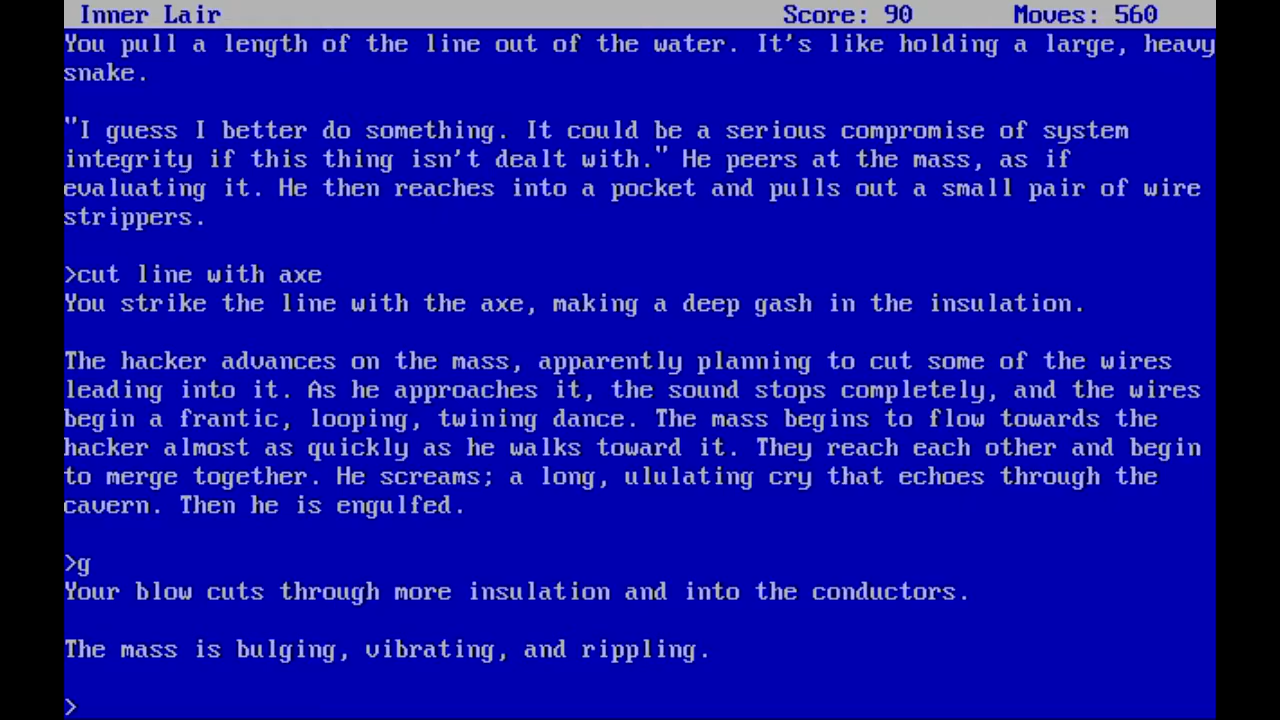 Inner Lair Score: 90 Moves: 560
You pull a length of the line out of the water. It's like holding a large, heavy
snake.
"I guess I better do something. It could be a serious compromise of system
integrity if this thing isn't dealt with." He peers at the mass, as if
evaluating it. He then reaches into a pocket and pulls out a small pair of wire
strippers.
>cut line with axe
You strike the line with the axe, making a deep gash in the insulation.
The hacker advances on the mass, apparently planning to cut some of the wires
leading into it. As he approaches it, the sound stops completely, and the wires
begin a frantic, looping, twining dance. The mass begins to flow towards the
hacker almost as quickly as he walks toward it. They reach each other and begin
to merge together. He screams; a long, ululating cry that echoes through the
cavern. Then he is engulfed.
>g
Your blow cuts through more insulation and into the conductors.
The mass is bulging, vibrating, and rippling.
>